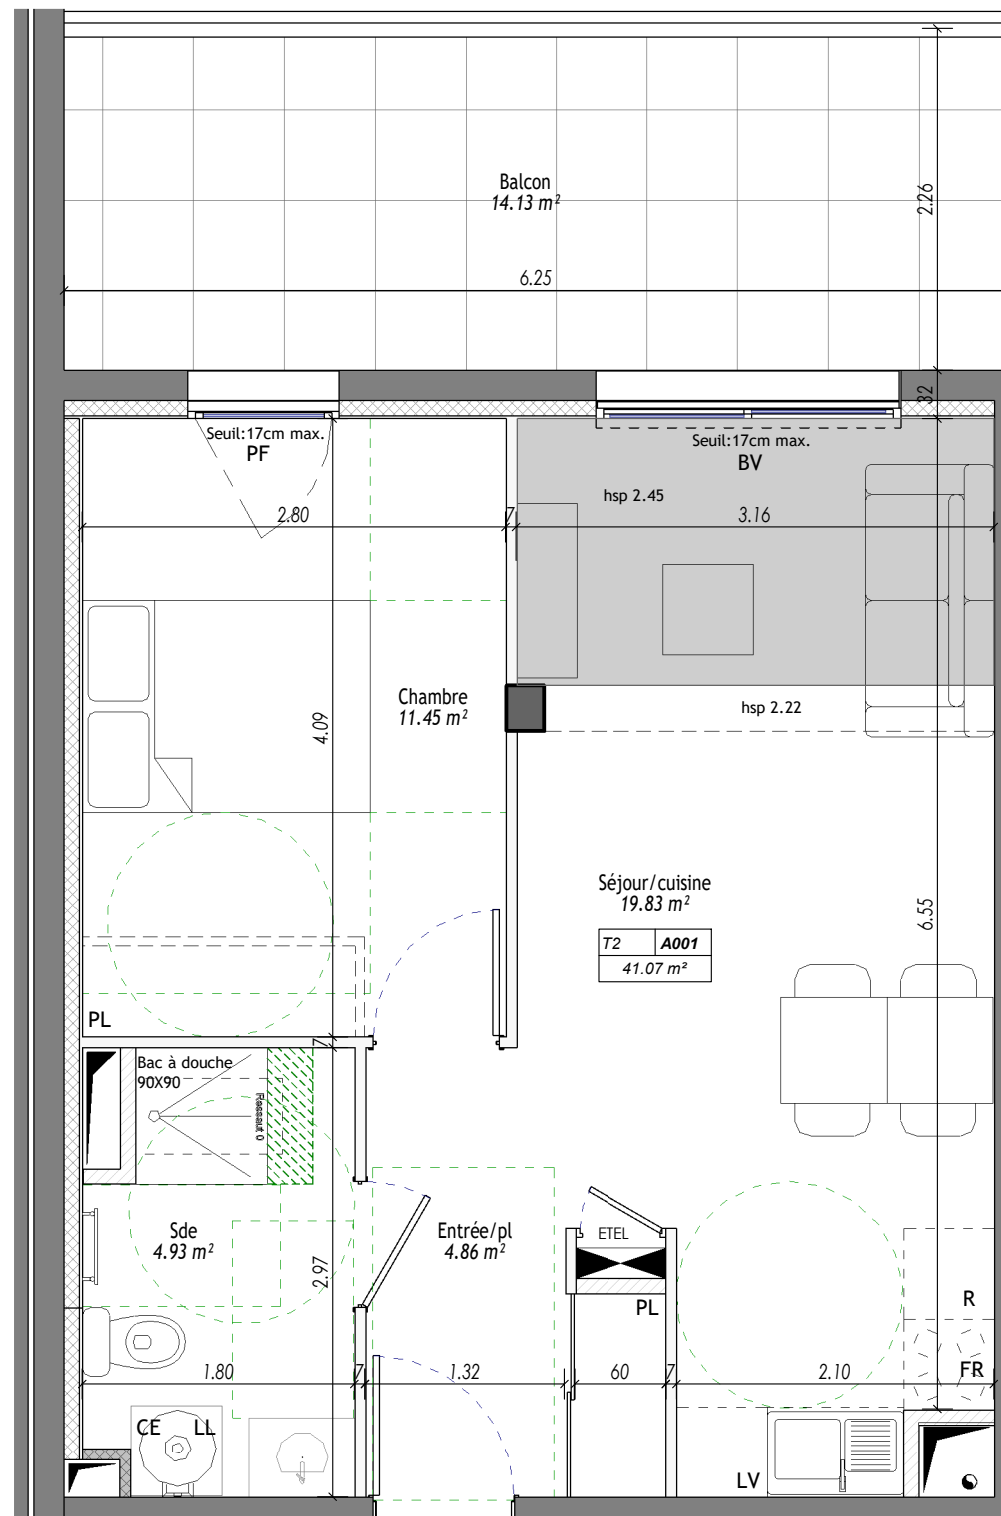 Balcon
14.13 m²
2.26
6.25
32
Seuil:17cm max.
PF
Seuil:17cm max.
BV
hsp 2.45
2.80
7
3.16
Chambre
11.45 m²
hsp 2.22
4.09
Séjour/cuisine
19.83 m²
T2 A001
41.07 m²
6.55
PL
7
Bac à douche
90X90
Ressaut 0
Sde
4.93 m²
Entrée/pl
4.86 m²
ETEL
2.97
PL
R
FR
1.80
7
1.32
60
7
2.10
CE
LL
LV